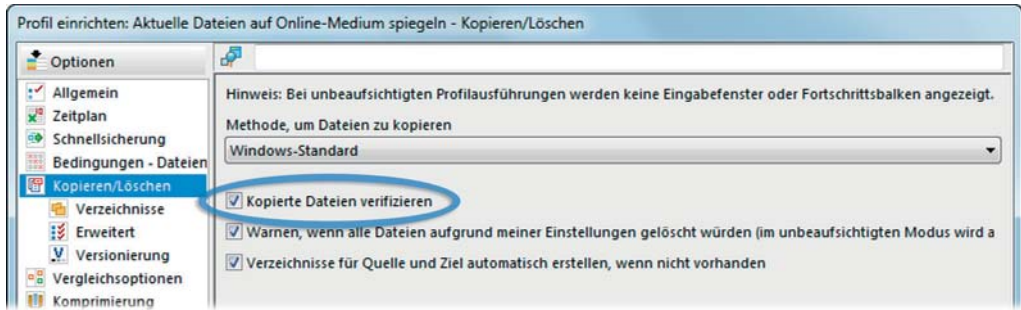 Profil einrichten: Aktuelle Dateien auf Online-Medium spiegeln - Kopieren/Löschen
Optionen
Allgemein
Zeitplan
Schnellsicherung
Bedingungen - Dateien
Kopieren/Löschen
Verzeichnisse
Erweitert
Versionierung
Vergleichsoptionen
Komprimierung
Hinweis: Bei unbeaufsichtigten Profilausführungen werden keine Eingabefenster oder Fortschrittsbalken angezeigt.
Methode, um Dateien zu kopieren
Windows-Standard
Kopierte Dateien verifizieren
Warnen, wenn alle Dateien aufgrund meiner Einstellungen gelöscht würden (im unbeaufsichtigten Modus wird a
Verzeichnisse für Quelle und Ziel automatisch erstellen, wenn nicht vorhanden